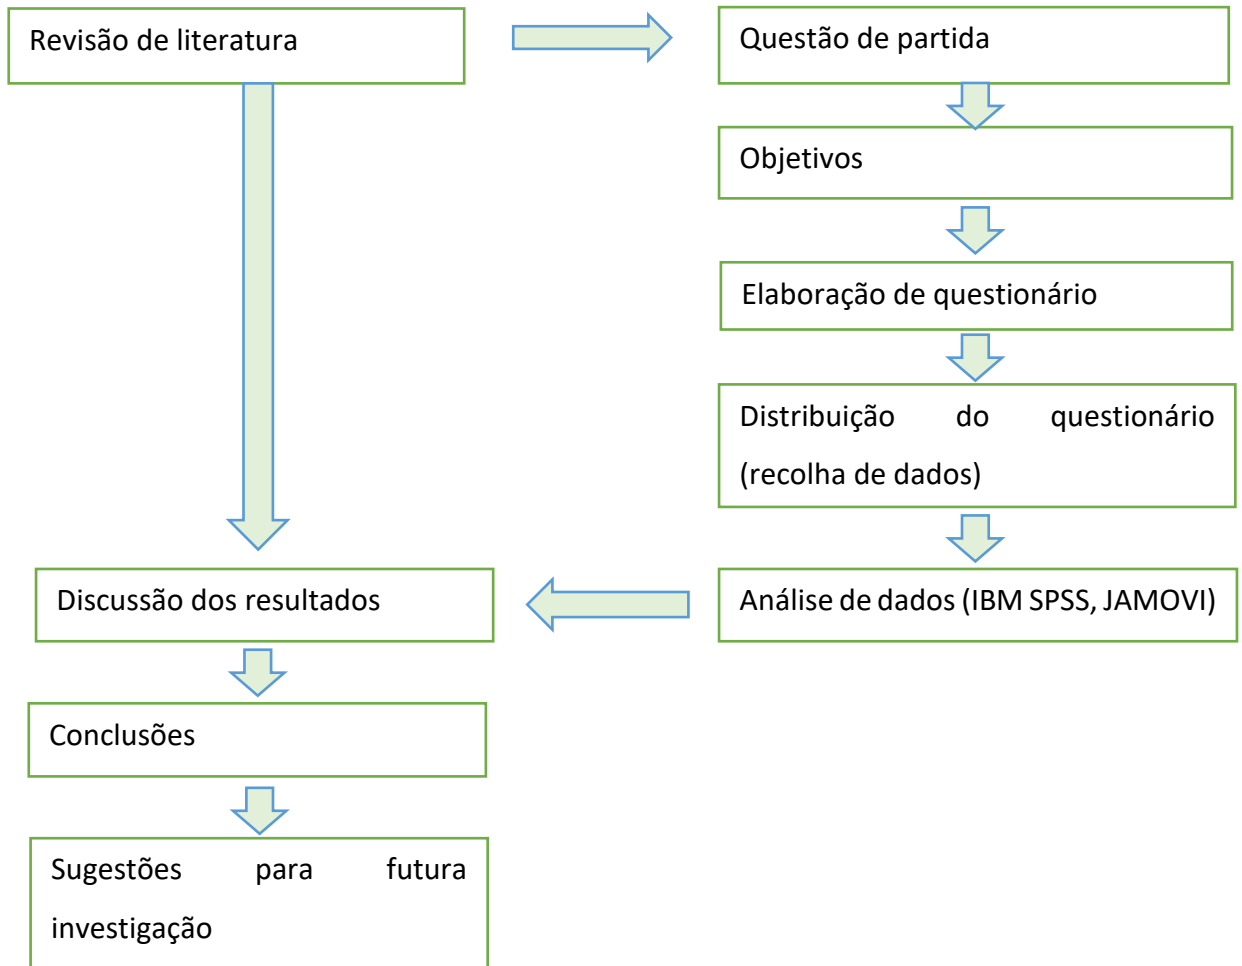 Revisão de literatura
Questão de partida
Objetivos
Elaboração de questionário
Distribuição do questionário
(recolha de dados)
Análise de dados (IBM SPSS, JAMOVI)
Discussão dos resultados
Conclusões
Sugestões para futura
investigação